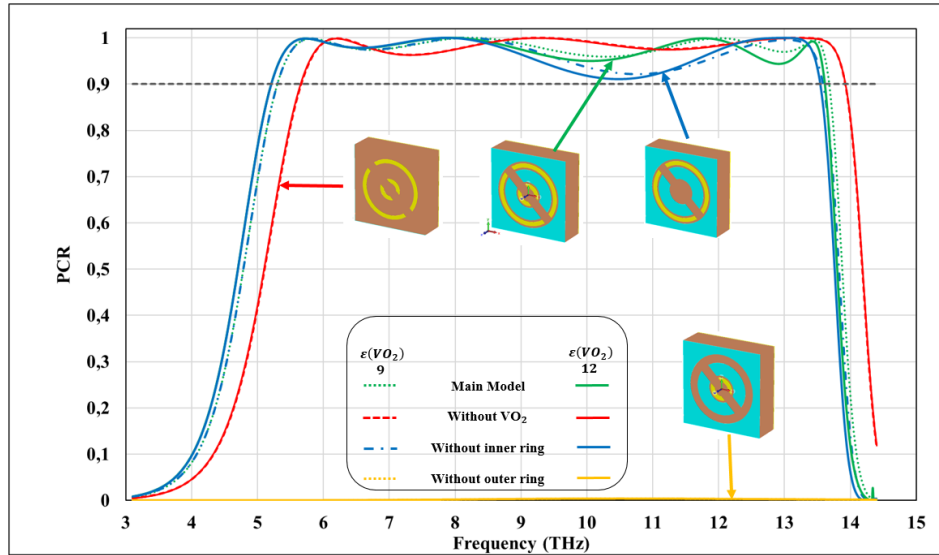 1
0,9
0,8
0,7
0,6
0,5
0,4
0,3
0,2
0,1
0
PCR
ε(VO₂) ε(VO₂)
9 12
Main Model
Without VO₂
Without inner ring
Without outer ring
3 4 5 6 7 8 9 10 11 12 13 14 15
Frequency (THz)